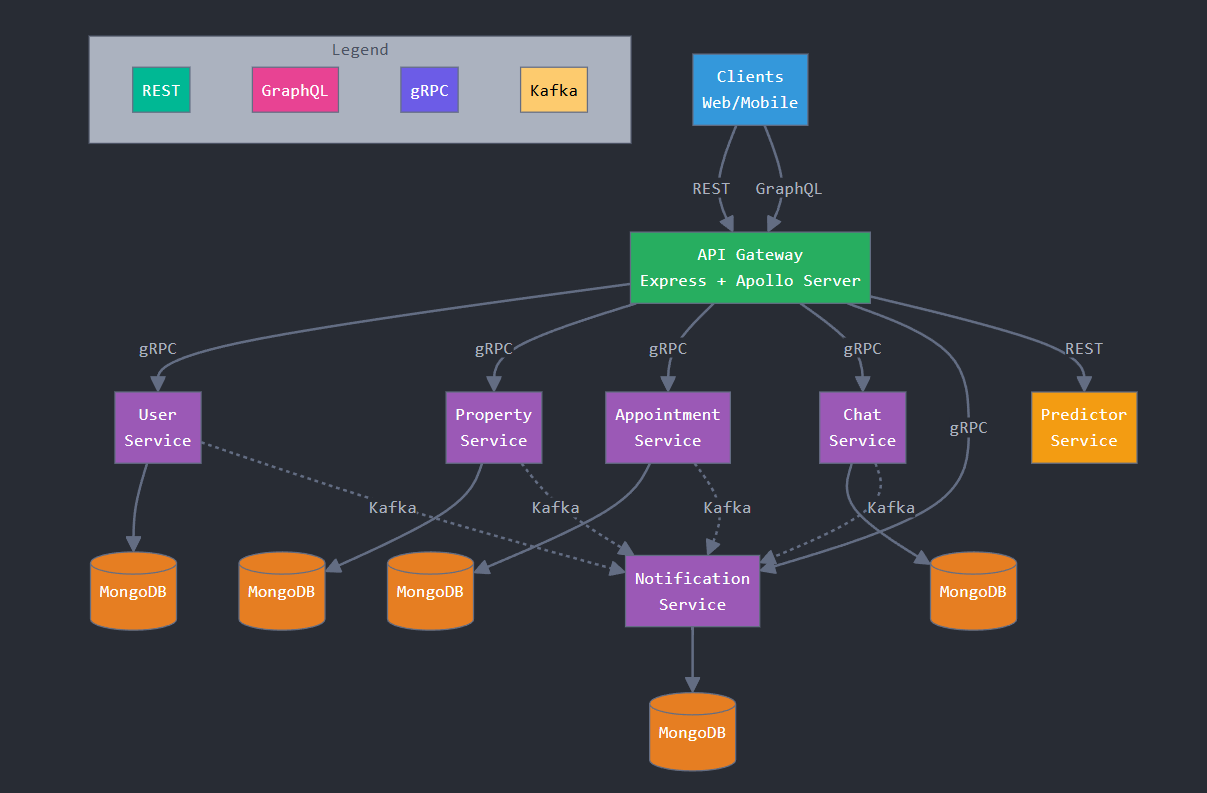 Legend
REST
GraphQL
gRPC
Kafka
Clients
Web/Mobile
REST
GraphQL
API Gateway
Express + Apollo Server
gRPC
gRPC
gRPC
gRPC
REST
User
Service
Property
Service
Appointment
Service
Chat
Service
gRPC
Predictor
Service
Kafka
Kafka
Kafka
Kafka
MongoDB
MongoDB
MongoDB
Notification
Service
MongoDB
MongoDB